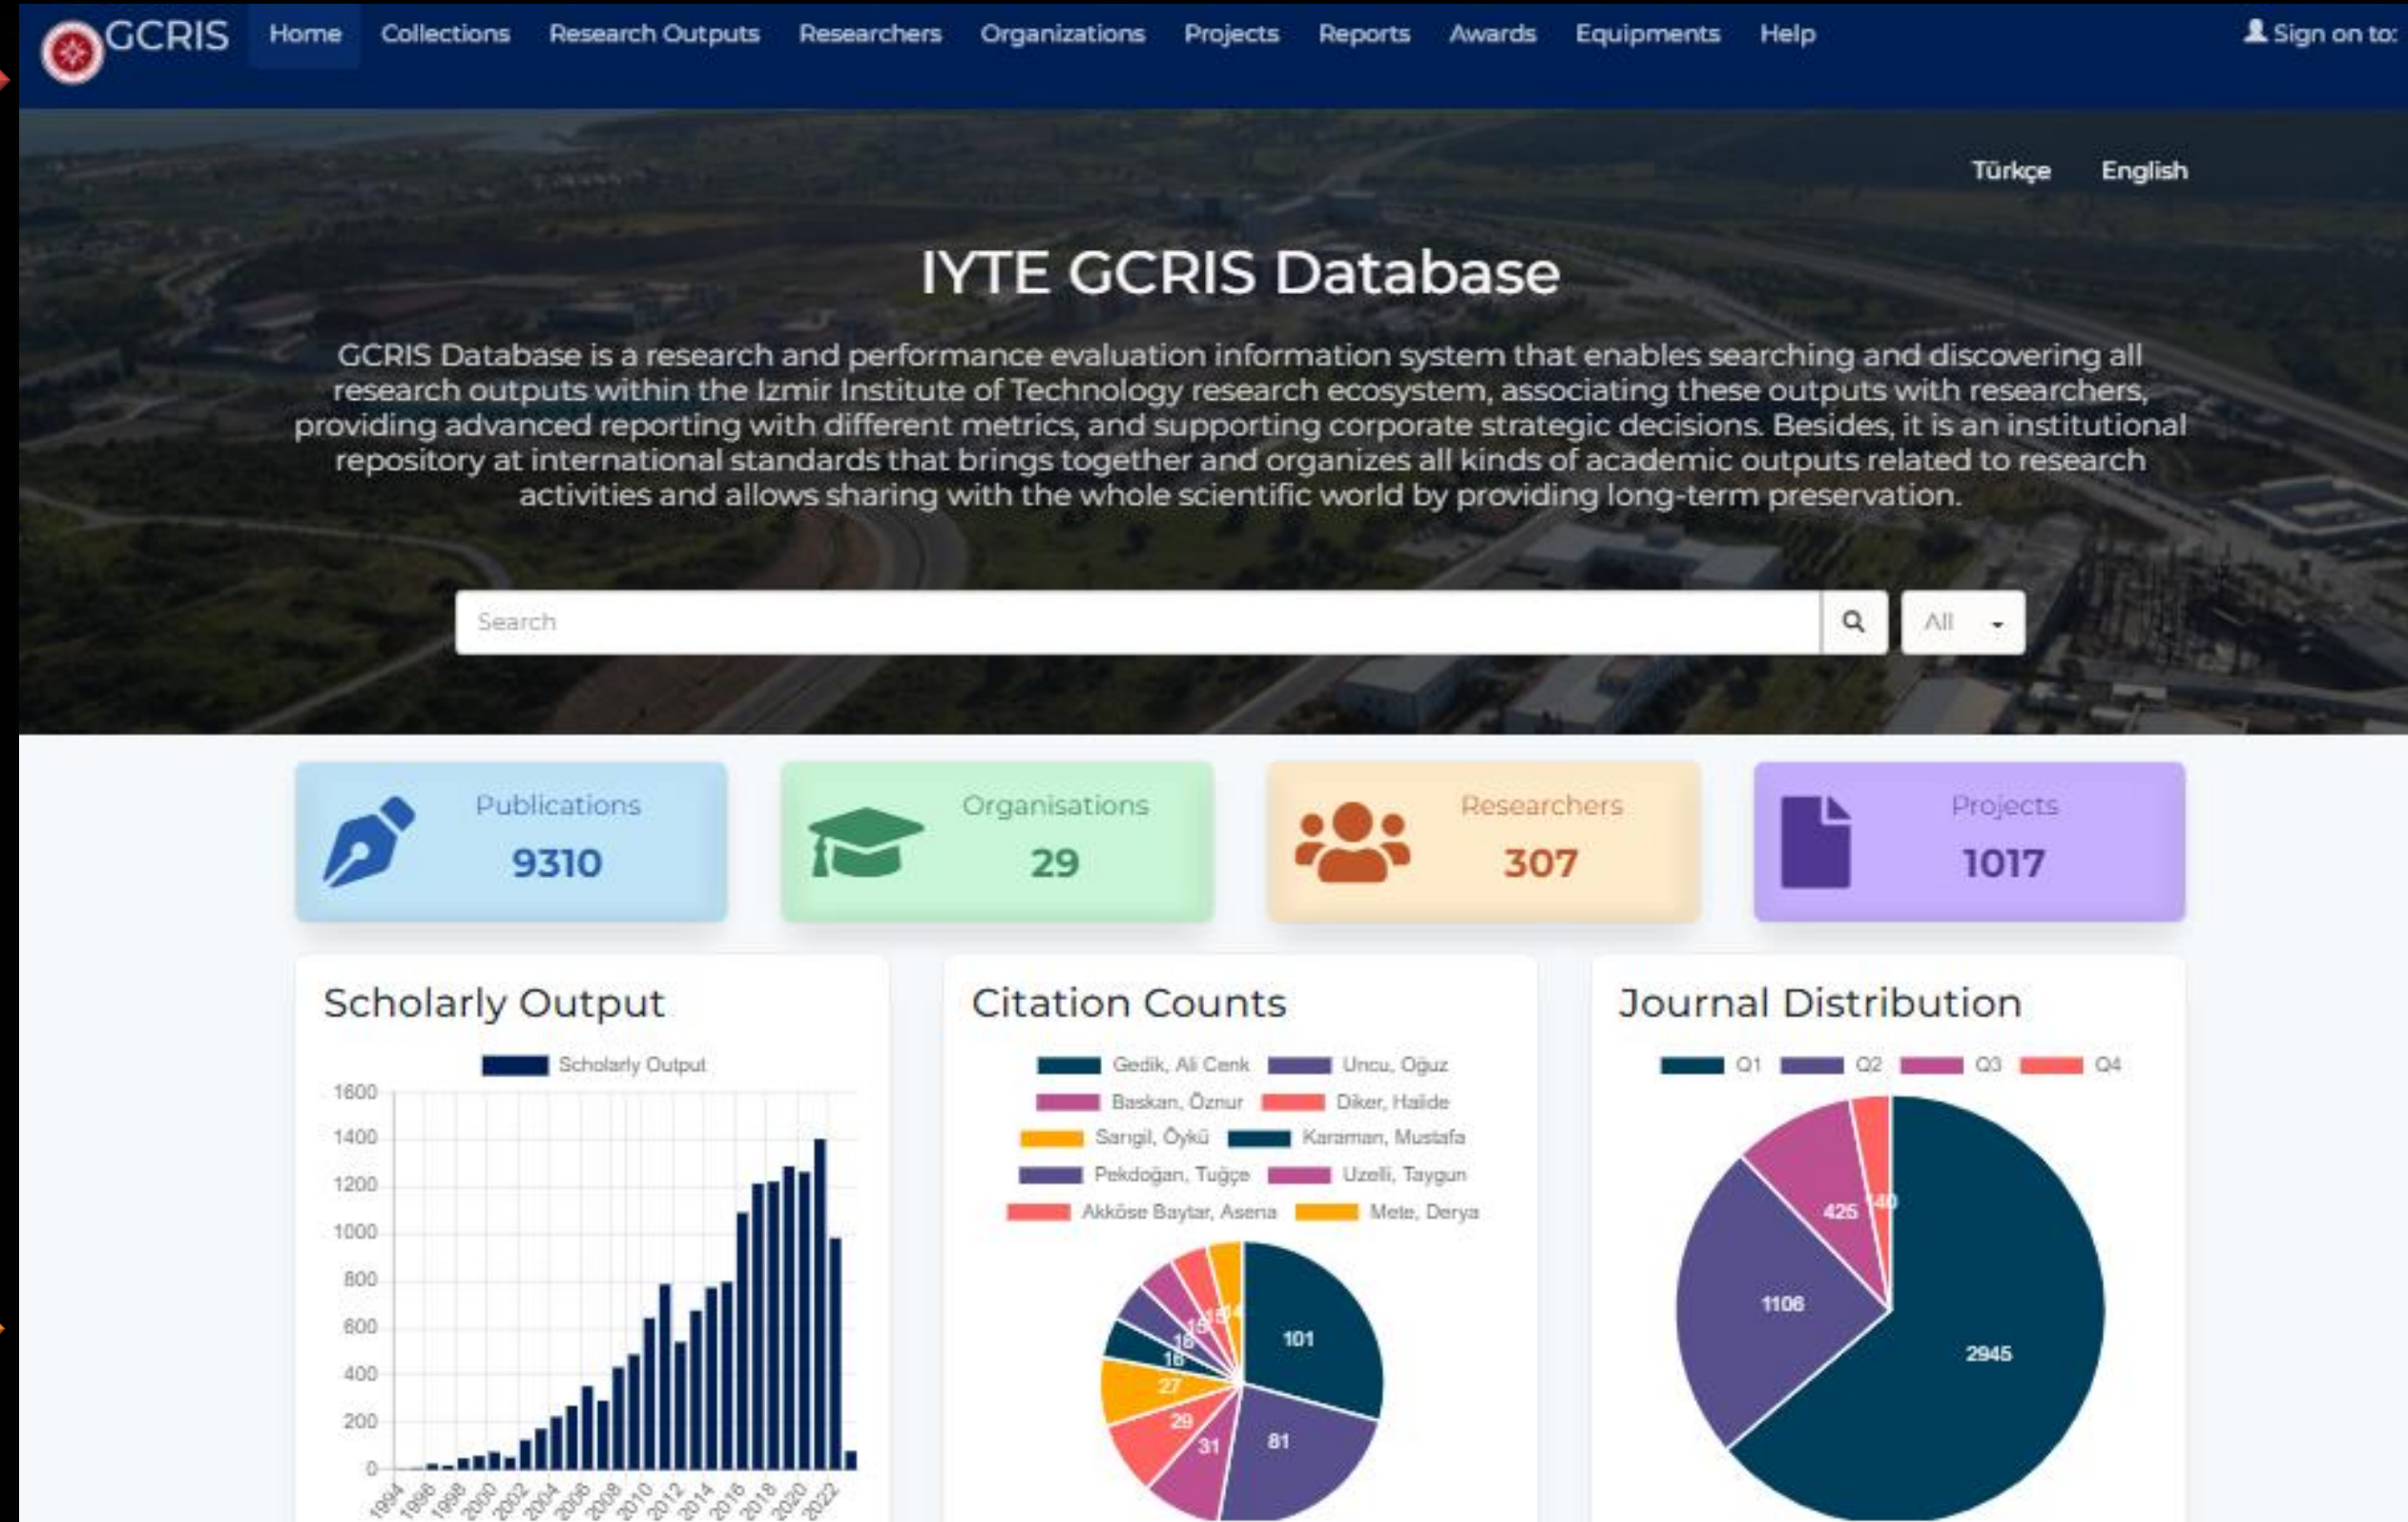 GCRIS
Home Collections Research Outputs Researchers Organizations Projects Reports Awards Equipments Help
Sign on to:
Türkçe English
IYTE GCRIS Database
GCRIS Database is a research and performance evaluation information system that enables searching and discovering all
research outputs within the Izmir Institute of Technology research ecosystem, associating these outputs with researchers,
providing advanced reporting with different metrics, and supporting corporate strategic decisions. Besides, it is an institutional
repository at international standards that brings together and organizes all kinds of academic outputs related to research
activities and allows sharing with the whole scientific world by providing long-term preservation.
Search
All
Publications
9310
Organisations
29
Researchers
307
Projects
1017
Scholarly Output
Scholarly Output
1600
1400
1200
1000
800
600
400
200
0
1994 1996 1998 2000 2002 2004 2006 2008 2010 2012 2014 2016 2018 2020 2022
Citation Counts
Gedik, Ali Cenk Uncu, Oğuz
Baskan, Öznur Diker, Halide
Sarıgil, Öykü Karaman, Mustafa
Pekdoğan, Tuğçe Uzelli, Taygun
Akköse Baytar, Asena Mete, Derya
101
81
31
29
27
16
Journal Distribution
Q1 Q2 Q3 Q4
425
1106
2945